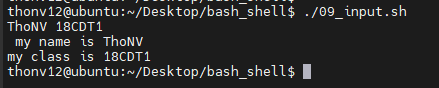 thonv12@ubuntu:~/Desktop/bash_shell$ ./09_input.sh
ThoNV 18CDT1
 my name is ThoNV
my class is 18CDT1
thonv12@ubuntu:~/Desktop/bash_shell$